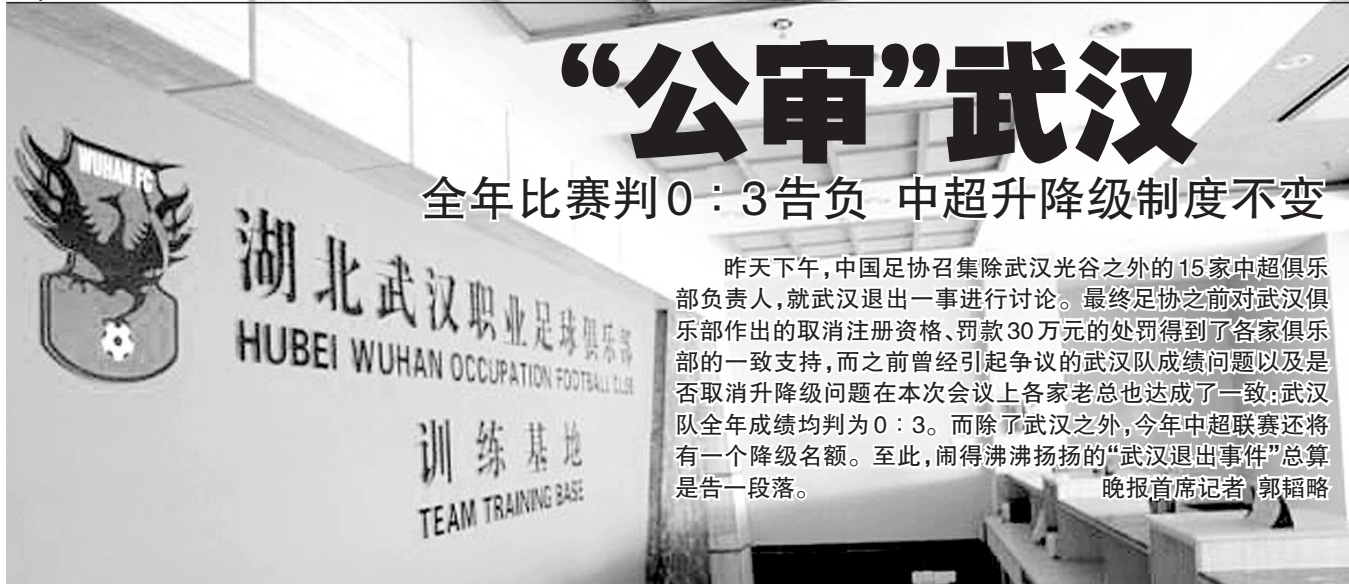 “公审”武汉
全年比赛判0∶3告负 中超升降级制度不变
昨天下午,中国足协召集除武汉光谷之外的15家中超俱乐
部负责人,就武汉退出一事进行讨论。最终足协之前对武汉俱
乐部作出的取消注册资格、罚款30万元的处罚得到了各家俱乐
部的一致支持,而之前曾经引起争议的武汉队成绩问题以及是
否取消升降级问题在本次会议上各家老总也达成了一致:武汉
队全年成绩均判为0∶3。而除了武汉之外,今年中超联赛还将
有一个降级名额。至此,闹得沸沸扬扬的“武汉退出事件”总算
是告一段落。 晚报首席记者 郭韬略
WUHAN FC
湖北武汉职业足球俱乐部
HUBEI WUHAN OCCUPATION FOOTBALL CLUB
训练基地
TEAM TRAINING BASE